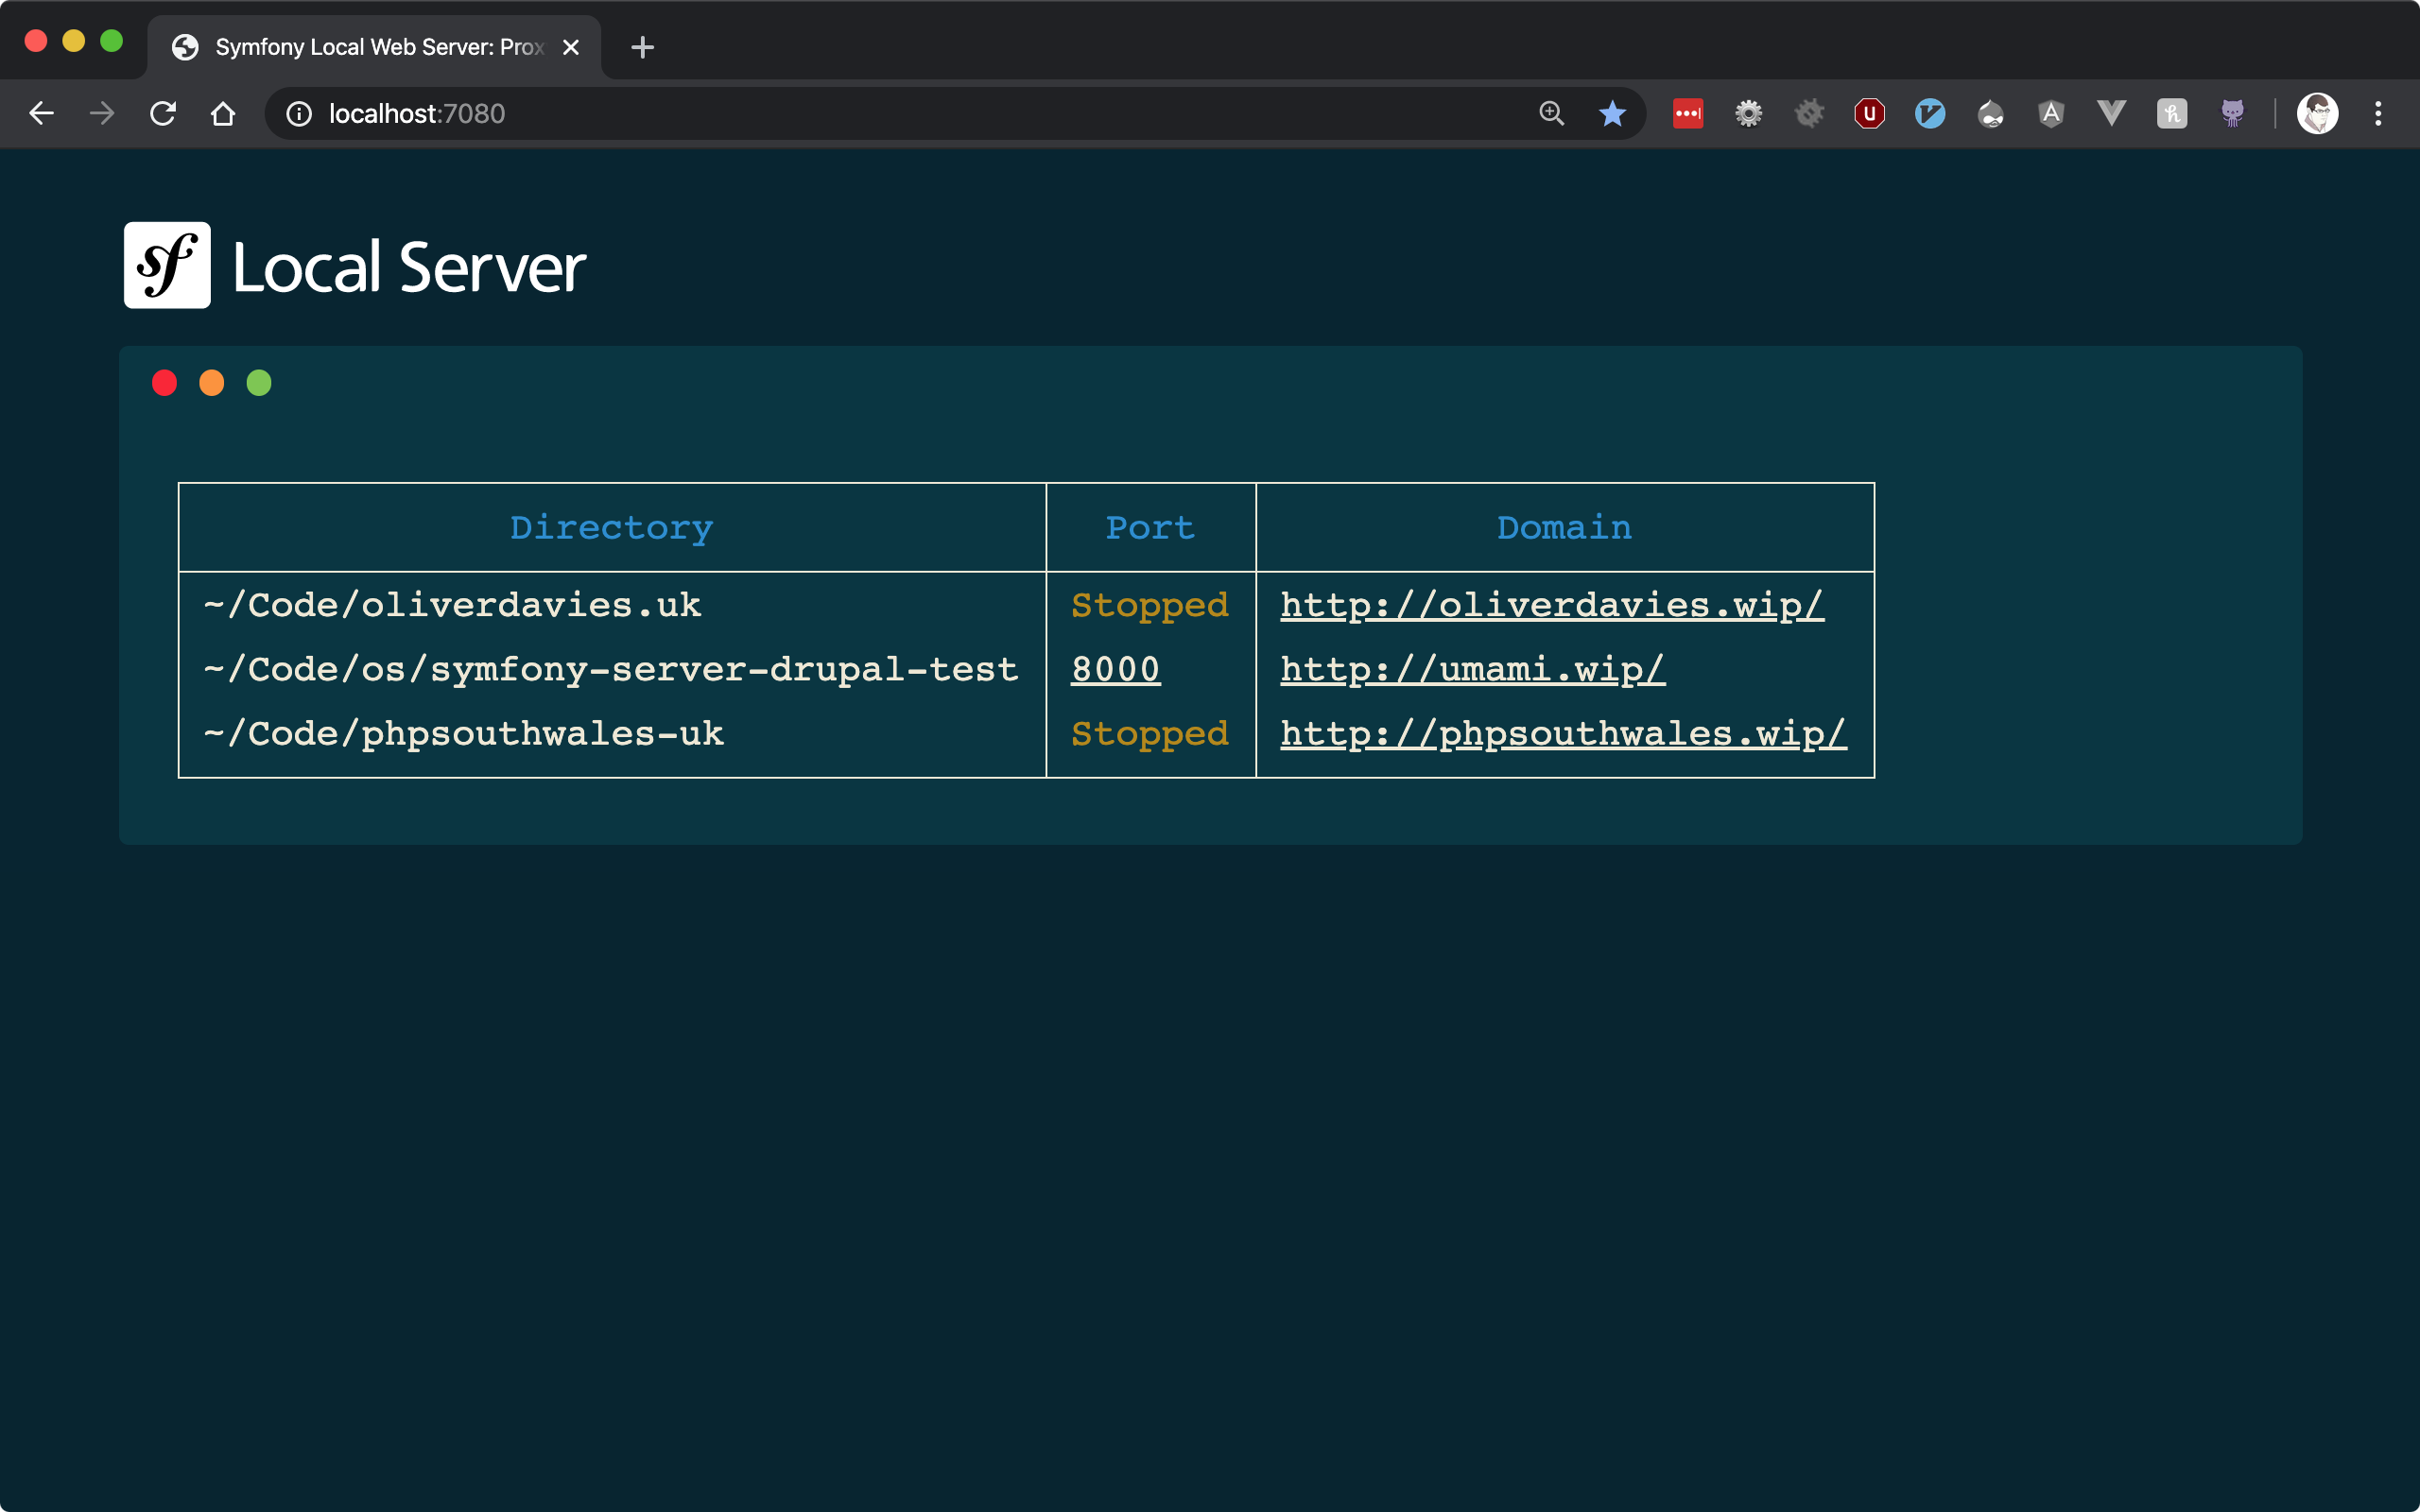 Symfony Local Web Server: Prox
localhost:7080
sf Local Server
Directory Port Domain
~/Code/oliverdavies.uk Stopped http://oliverdavies.wip/
~/Code/os/symfony-server-drupal-test 8000 http://umami.wip/
~/Code/phpsouthwales-uk Stopped http://phpsouthwales.wip/